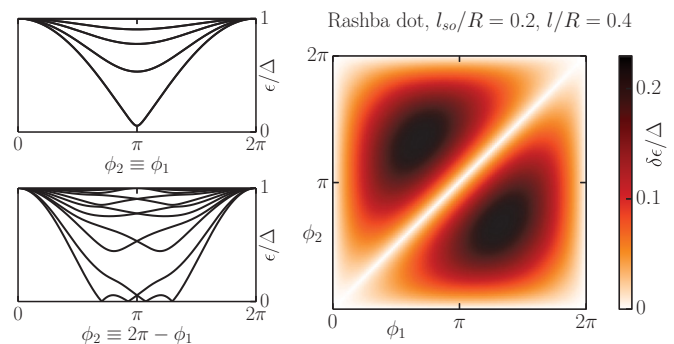 Rashba dot, l_{so}/R = 0.2, l/R = 0.4
1
ϵ/Δ
0
0 π 2π
ϕ_2 ≡ ϕ_1
1
ϵ/Δ
0
0 π 2π
ϕ_2 ≡ 2π − ϕ_1
2π
π
ϕ_2
0 π 2π
ϕ_1
0.2
δϵ/Δ
0.1
0